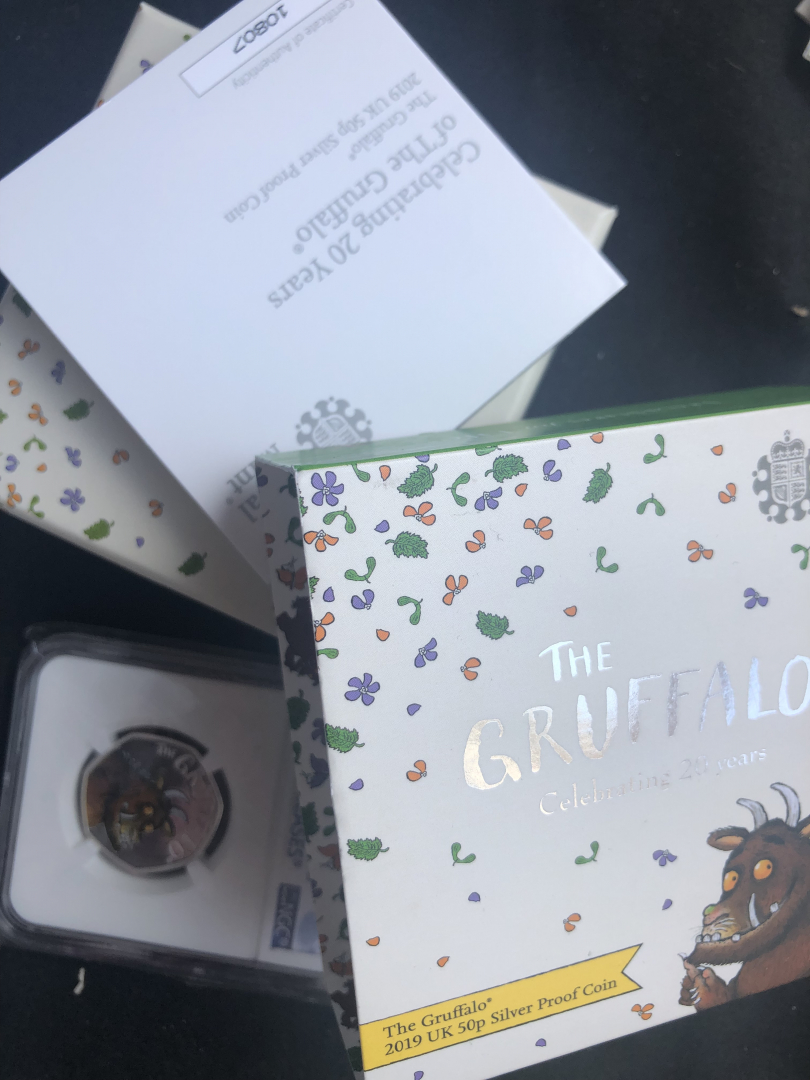 10807
Certificate of Authenticity
2019 UK 50p Silver Proof Coin
The Gruffalo®
of The Gruffalo®
Celebrating 20 Years
THE
GRUFFALO
Celebrating 20 years
The Gruffalo®
2019 UK 50p Silver Proof Coin
NGC